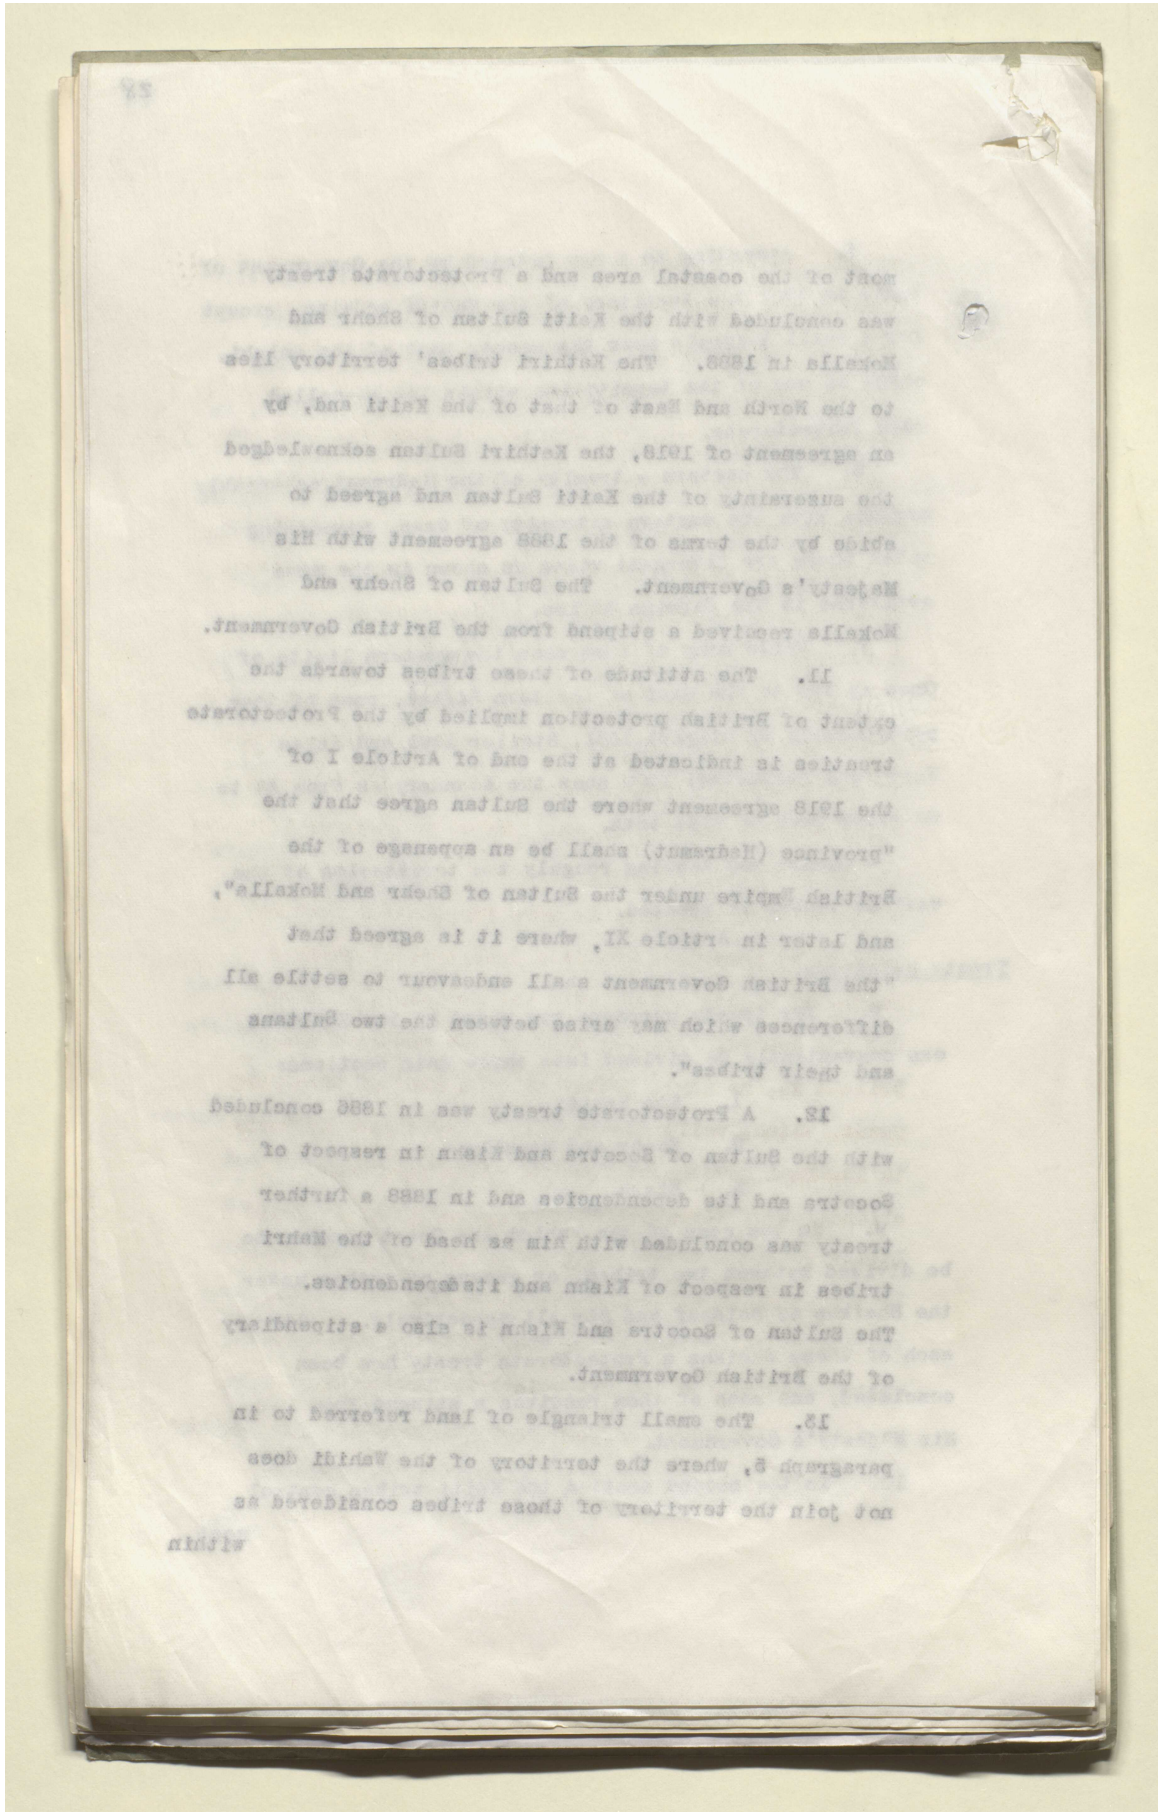 28
most of the coastal area and a Protectorate treaty
was concluded with the Keiti Sultan of Shehr and
Mokalla in 1888. The Kathiri tribes' territory lies
to the North and East of that of the Kaiti and, by
an agreement of 1918, the Kathiri Sultan acknowledged
the suzerainty of the Kaiti Sultan and agreed to
abide by the terms of the 1888 agreement with His
Majesty's Government. The Sultan of Shehr and
Mokalla received a stipend from the British Government.
11. The attitude of these tribes towards the
extent of British protection implied by the Protectorate
treaties is indicated at the end of Article I of
the 1918 agreement where the Sultan agree that the
"province (Hadramut) shall be an appanage of the
British Empire under the Sultan of Shehr and Mokalla",
and later in article XI, where it is agreed that
"the British Government shall endeavour to settle all
differences which may arise between the two Sultans
and their tribes".
12. A Protectorate treaty was in 1886 concluded
with the Sultan of Socotra and Kishn in respect of
Socotra and its dependencies and in 1888 a further
treaty was concluded with him as head of the Mahri
tribes in respect of Kishn and its dependencies.
The Sultan of Socotra and Kishn is also a stipendiary
of the British Government.
13. The small triangle of land referred to in
paragraph 5, where the territory of the Wahidi does
not join the territory of those tribes considered as
within